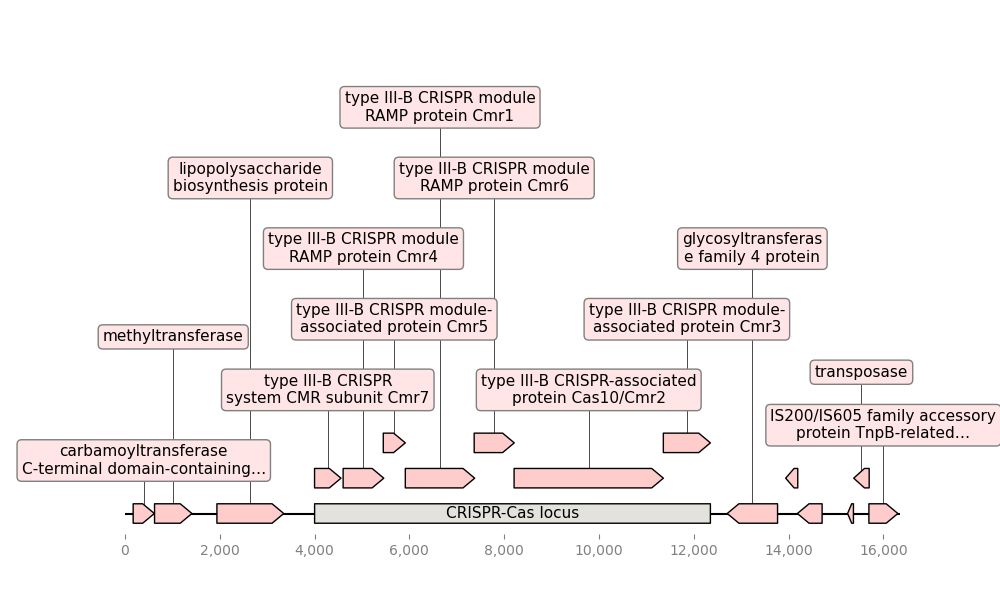 type III-B CRISPR module
RAMP protein Cmr1
lipopolysaccharide
biosynthesis protein
type III-B CRISPR module
RAMP protein Cmr6
type III-B CRISPR module
RAMP protein Cmr4
glycosyltransferas
e family 4 protein
type III-B CRISPR module-
associated protein Cmr5
type III-B CRISPR module-
associated protein Cmr3
methyltransferase
transposase
type III-B CRISPR
system CMR subunit Cmr7
type III-B CRISPR-associated
protein Cas10/Cmr2
IS200/IS605 family accessory
protein TnpB-related…
carbamoyltransferase
C-terminal domain-containing…
CRISPR-Cas locus
0 2,000 4,000 6,000 8,000 10,000 12,000 14,000 16,000